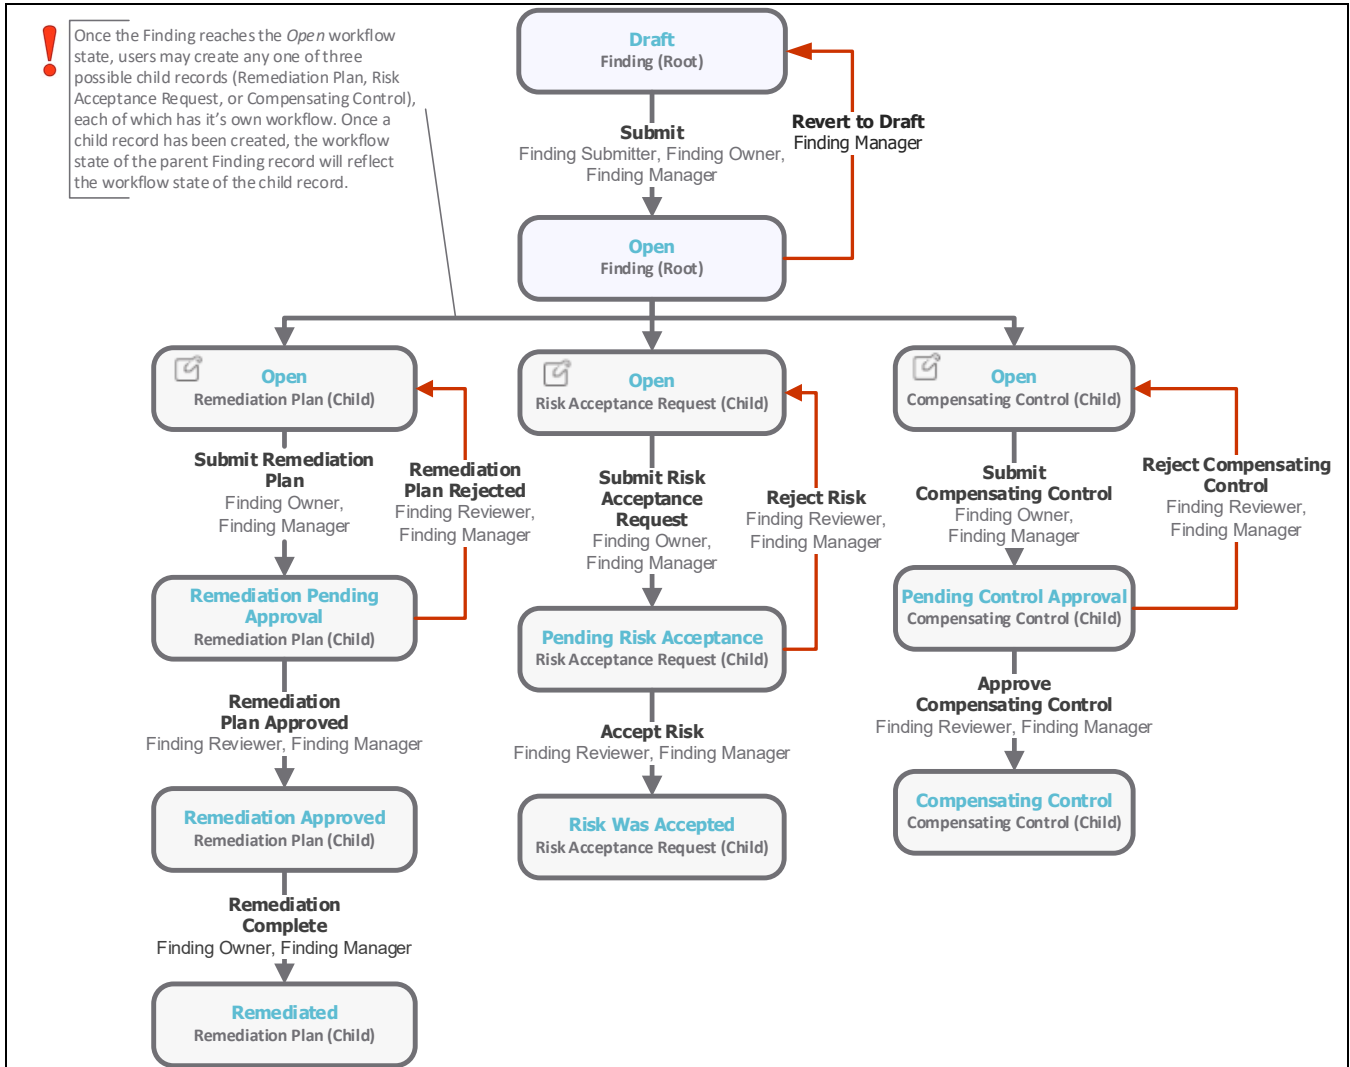 Once the Finding reaches the Open workflow
state, users may create any one of three
possible child records (Remediation Plan, Risk
Acceptance Request, or Compensating Control),
each of which has it's own workflow. Once a
child record has been created, the workflow
state of the parent Finding record will reflect
the workflow state of the child record.
Draft
Finding (Root)
Submit
Finding Submitter, Finding Owner,
Finding Manager
Revert to Draft
Finding Manager
Open
Finding (Root)
Open
Remediation Plan (Child)
Submit Remediation
Plan
Finding Owner,
Finding Manager
Remediation
Plan Rejected
Finding Reviewer,
Finding Manager
Remediation Pending
Approval
Remediation Plan (Child)
Remediation
Plan Approved
Finding Reviewer, Finding Manager
Remediation Approved
Remediation Plan (Child)
Remediation
Complete
Finding Owner, Finding Manager
Remediated
Remediation Plan (Child)
Open
Risk Acceptance Request (Child)
Submit Risk
Acceptance
Request
Finding Owner,
Finding Manager
Reject Risk
Finding Reviewer,
Finding Manager
Pending Risk Acceptance
Risk Acceptance Request (Child)
Accept Risk
Finding Reviewer, Finding Manager
Risk Was Accepted
Risk Acceptance Request (Child)
Open
Compensating Control (Child)
Submit
Compensating Control
Finding Owner,
Finding Manager
Reject Compensating
Control
Finding Reviewer,
Finding Manager
Pending Control Approval
Compensating Control (Child)
Approve
Compensating Control
Finding Reviewer, Finding Manager
Compensating Control
Compensating Control (Child)